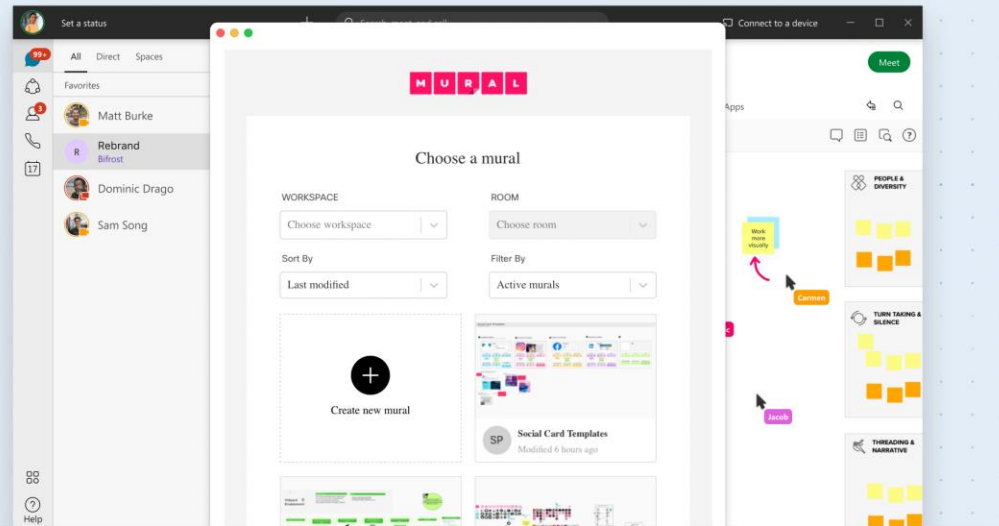 Set a status
Connect to a device
99+
All Direct Spaces
Meet
Favorites
Apps
3
Matt Burke
R
Rebrand
Bifrost
17
Dominic Drago
Sam Song
Help
MURAL
Choose a mural
WORKSPACE
ROOM
Choose workspace
Choose room
Sort By
Filter By
Last modified
Active murals
Create new mural
SP
Social Card Templates
Modified 6 hours ago
Work
more
visually
Carmen
Jacob
PEOPLE &
DIVERSITY
TURN TAKING &
SILENCE
THREADING &
NARRATIVE